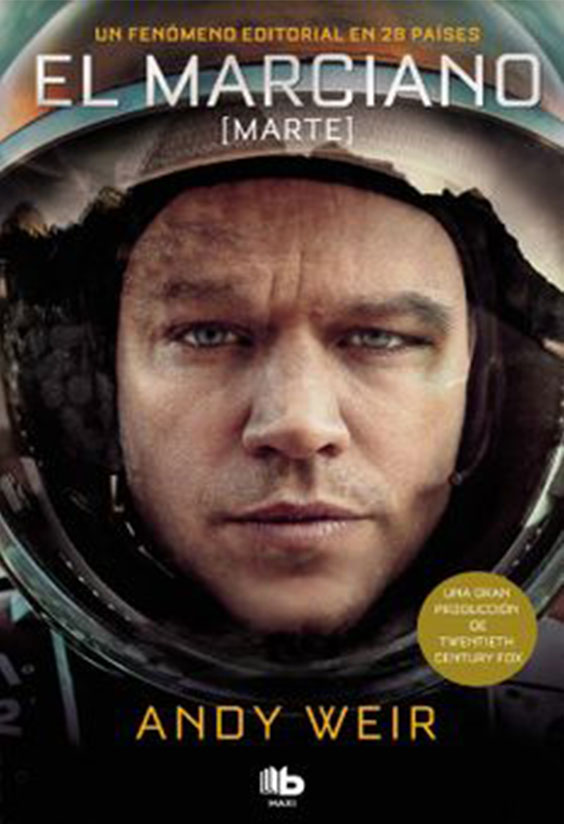 UN FENÓMENO EDITORIAL EN 28 PAÍSES
EL MARCIANO
[MARTE]
UNA GRAN
PRODUCCIÓN
DE
TWENTIETH
CENTURY FOX
ANDY WEIR
b
MAXI